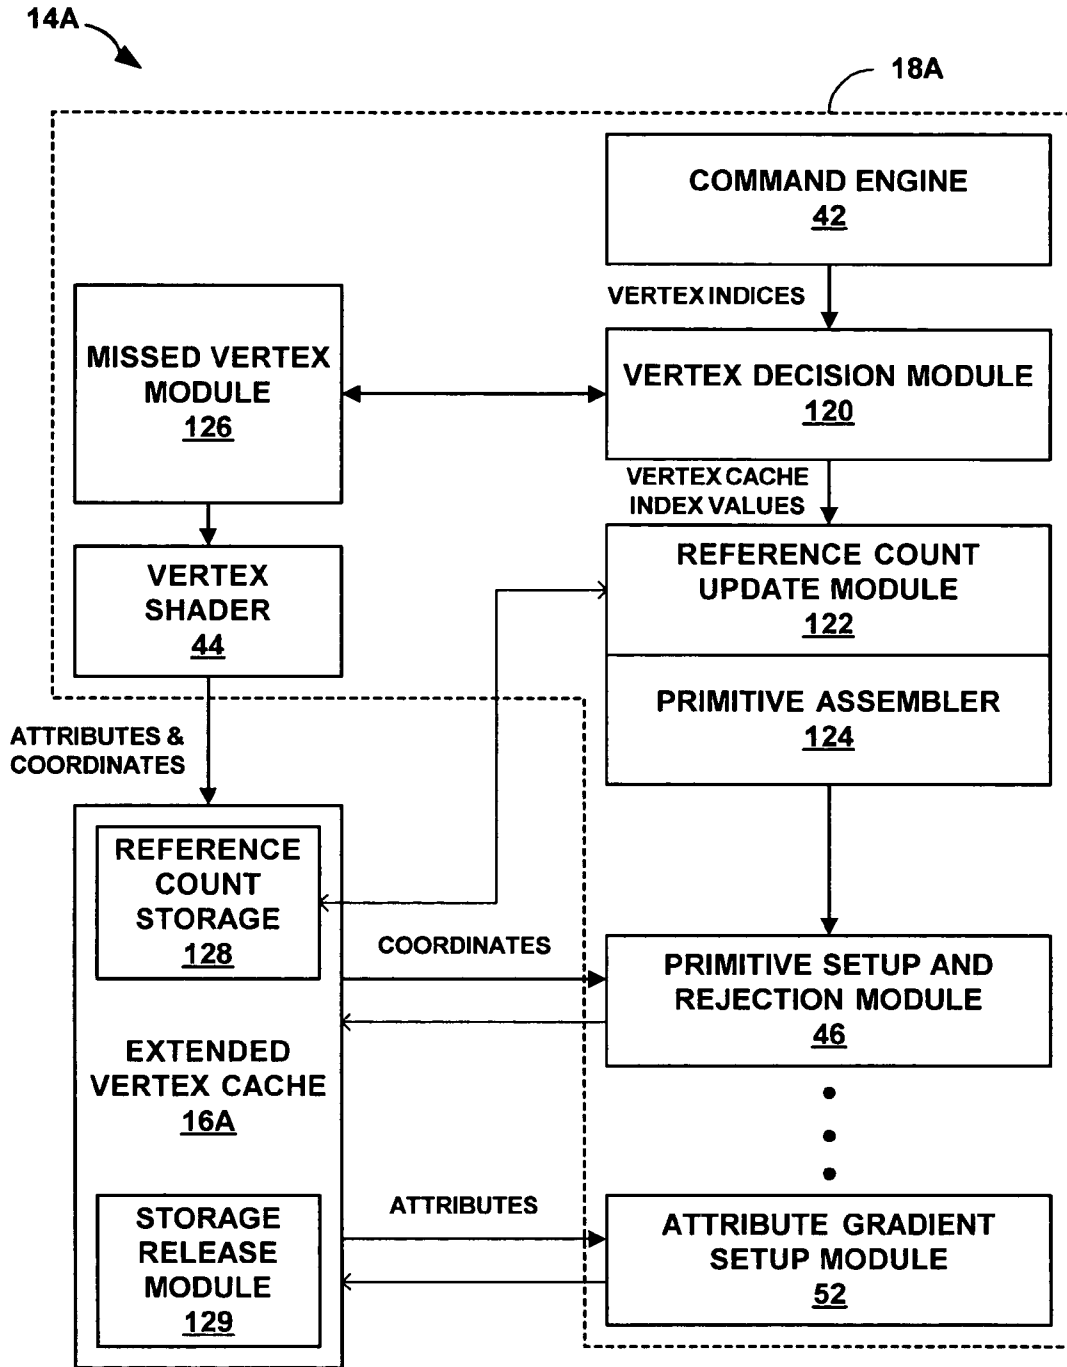 14A
18A
COMMAND ENGINE
42
VERTEX INDICES
MISSED VERTEX
MODULE
126
VERTEX DECISION MODULE
120
VERTEX CACHE
INDEX VALUES
VERTEX
SHADER
44
REFERENCE COUNT
UPDATE MODULE
122
PRIMITIVE ASSEMBLER
124
ATTRIBUTES &
COORDINATES
REFERENCE
COUNT
STORAGE
128
COORDINATES
PRIMITIVE SETUP AND
REJECTION MODULE
46
EXTENDED
VERTEX CACHE
16A
STORAGE
RELEASE
MODULE
129
ATTRIBUTES
ATTRIBUTE GRADIENT
SETUP MODULE
52